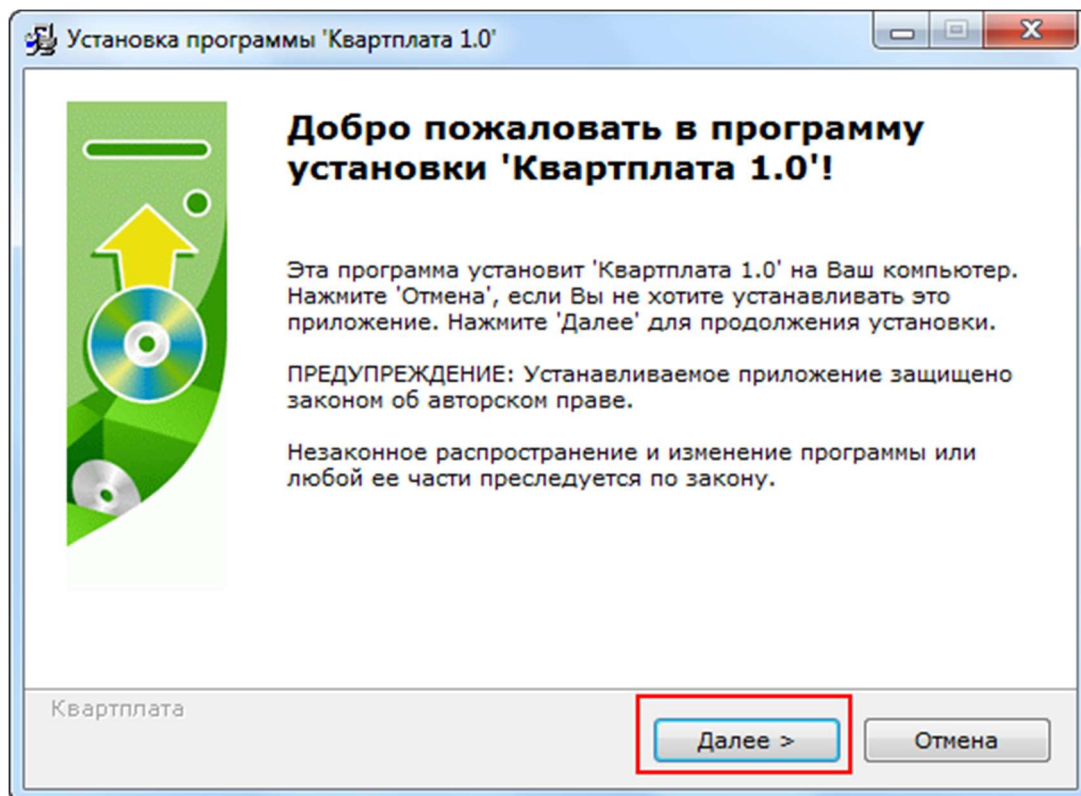 Установка программы 'Квартплата 1.0'
Добро пожаловать в программу
установки 'Квартплата 1.0'!
Эта программа установит 'Квартплата 1.0' на Ваш компьютер.
Нажмите 'Отмена', если Вы не хотите устанавливать это
приложение. Нажмите 'Далее' для продолжения установки.
ПРЕДУПРЕЖДЕНИЕ: Устанавливаемое приложение защищено
законом об авторском праве.
Незаконное распространение и изменение программы или
любой ее части преследуется по закону.
Квартплата
Далее >
Отмена